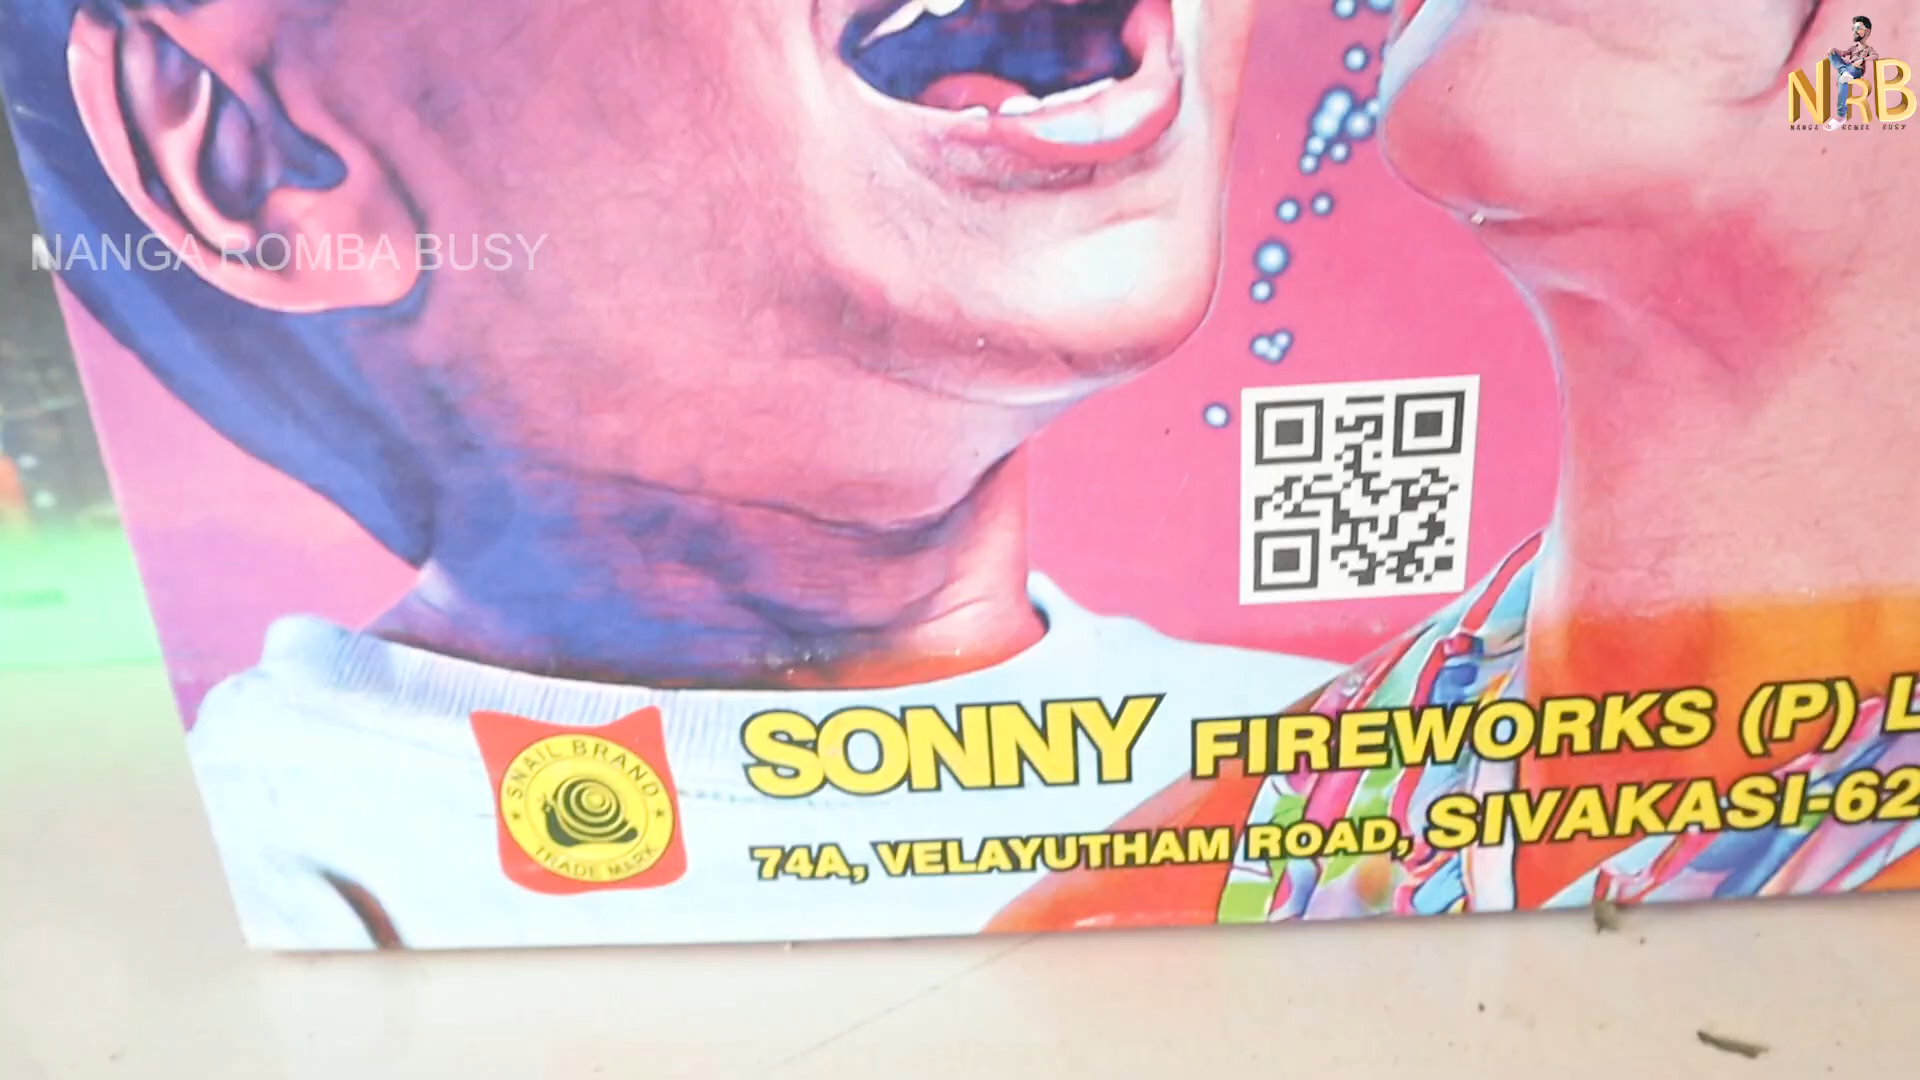 NRB
NANGA ROMBA BUSY
NANGA ROMBA BUSY
SNAIL BRAND
TRADE MARK
SONNY FIREWORKS (P) L
74A, VELAYUTHAM ROAD, SIVAKASI-62